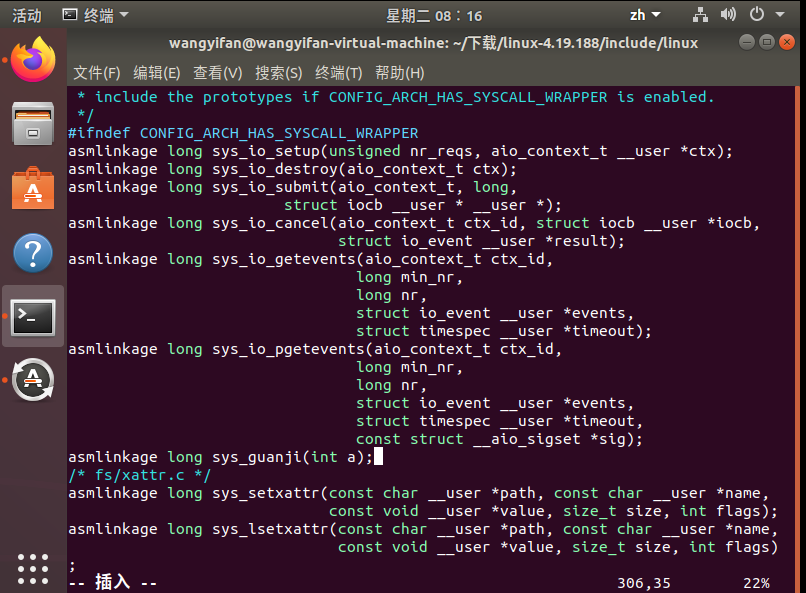 活动 终端 星期二 08：16 zh
wangyifan@wangyifan-virtual-machine: ~/下载/linux-4.19.188/include/linux
文件(F) 编辑(E) 查看(V) 搜索(S) 终端(T) 帮助(H)
 * include the prototypes if CONFIG_ARCH_HAS_SYSCALL_WRAPPER is enabled.
 */
#ifndef CONFIG_ARCH_HAS_SYSCALL_WRAPPER
asmlinkage long sys_io_setup(unsigned nr_reqs, aio_context_t __user *ctx);
asmlinkage long sys_io_destroy(aio_context_t ctx);
asmlinkage long sys_io_submit(aio_context_t, long,
                        struct iocb __user * __user *);
asmlinkage long sys_io_cancel(aio_context_t ctx_id, struct iocb __user *iocb,
                              struct io_event __user *result);
asmlinkage long sys_io_getevents(aio_context_t ctx_id,
                                long min_nr,
                                long nr,
                                struct io_event __user *events,
                                struct timespec __user *timeout);
asmlinkage long sys_io_pgetevents(aio_context_t ctx_id,
                                long min_nr,
                                long nr,
                                struct io_event __user *events,
                                struct timespec __user *timeout,
                                const struct __aio_sigset *sig);
asmlinkage long sys_guanji(int a);
/* fs/xattr.c */
asmlinkage long sys_setxattr(const char __user *path, const char __user *name,
                             const void __user *value, size_t size, int flags);
asmlinkage long sys_lsetxattr(const char __user *path, const char __user *name,
                              const void __user *value, size_t size, int flags)
;
-- 插入 -- 306,35 22%